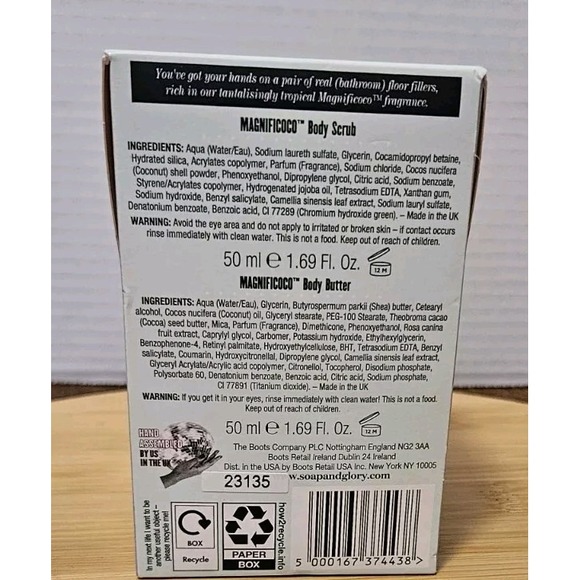 You've got your hands on a pair of real (bathroom) floor fillers,
rich in our tantalisingly tropical Magnificoco™ fragrance.
MAGNIFICOCO™ Body Scrub
INGREDIENTS: Aqua (Water/Eau), Sodium laureth sulfate, Glycerin, Cocamidopropyl betaine,
Hydrated silica, Acrylates copolymer, Parfum (Fragrance), Sodium chloride, Cocos nucifera
(Coconut) shell powder, Phenoxyethanol, Dipropylene glycol, Citric acid, Sodium benzoate,
Styrene/Acrylates copolymer, Hydrogenated jojoba oil, Tetrasodium EDTA, Xanthan gum,
Sodium hydroxide, Benzyl salicylate, Camellia sinensis leaf extract, Sodium lauryl sulfate,
Denatonium benzoate, Benzoic acid, CI 77289 (Chromium hydroxide green). – Made in the UK
WARNING: Avoid the eye area and do not apply to irritated or broken skin – if contact occurs
rinse immediately with clean water. This is not a food. Keep out of reach of children.
50 ml ℮ 1.69 Fl. Oz. 12 M
MAGNIFICOCO™ Body Butter
INGREDIENTS: Aqua (Water/Eau), Glycerin, Butyrospermum parkii (Shea) butter, Cetearyl
alcohol, Cocos nucifera (Coconut) oil, Glyceryl stearate, PEG-100 Stearate, Theobroma cacao
(Cocoa) seed butter, Mica, Parfum (Fragrance), Dimethicone, Phenoxyethanol, Rosa canina
fruit extract, Caprylyl glycol, Carbomer, Potassium hydroxide, Ethylhexylglycerin,
Benzophenone-4, Retinyl palmitate, Hydroxyethylcellulose, BHT, Tetrasodium EDTA, Benzyl
salicylate, Coumarin, Hydroxycitronellal, Dipropylene glycol, Camellia sinensis leaf extract,
Glyceryl Acrylate/Acrylic acid copolymer, Citronellol, Tocopherol, Disodium phosphate,
Polysorbate 60, Denatonium benzoate, Benzoic acid, Citric acid, Sodium phosphate,
CI 77891 (Titanium dioxide). – Made in the UK
WARNING: If you get it in your eyes, rinse immediately with clean water! This is not a food.
Keep out of reach of children.
50 ml ℮ 1.69 Fl. Oz. 12 M
HAND
ASSEMBLED
BY US
IN THE UK
The Boots Company PLC Nottingham England NG2 3AA
Boots Retail Ireland Dublin 24 Ireland
Dist. in the USA by Boots Retail USA Inc. New York NY 10005
www.soapandglory.com
23135
In my next life I want to be
another useful object –
please recycle me!
BOX
Recycle
PAPER
BOX
how2recycle.info
5 000167 374438 >